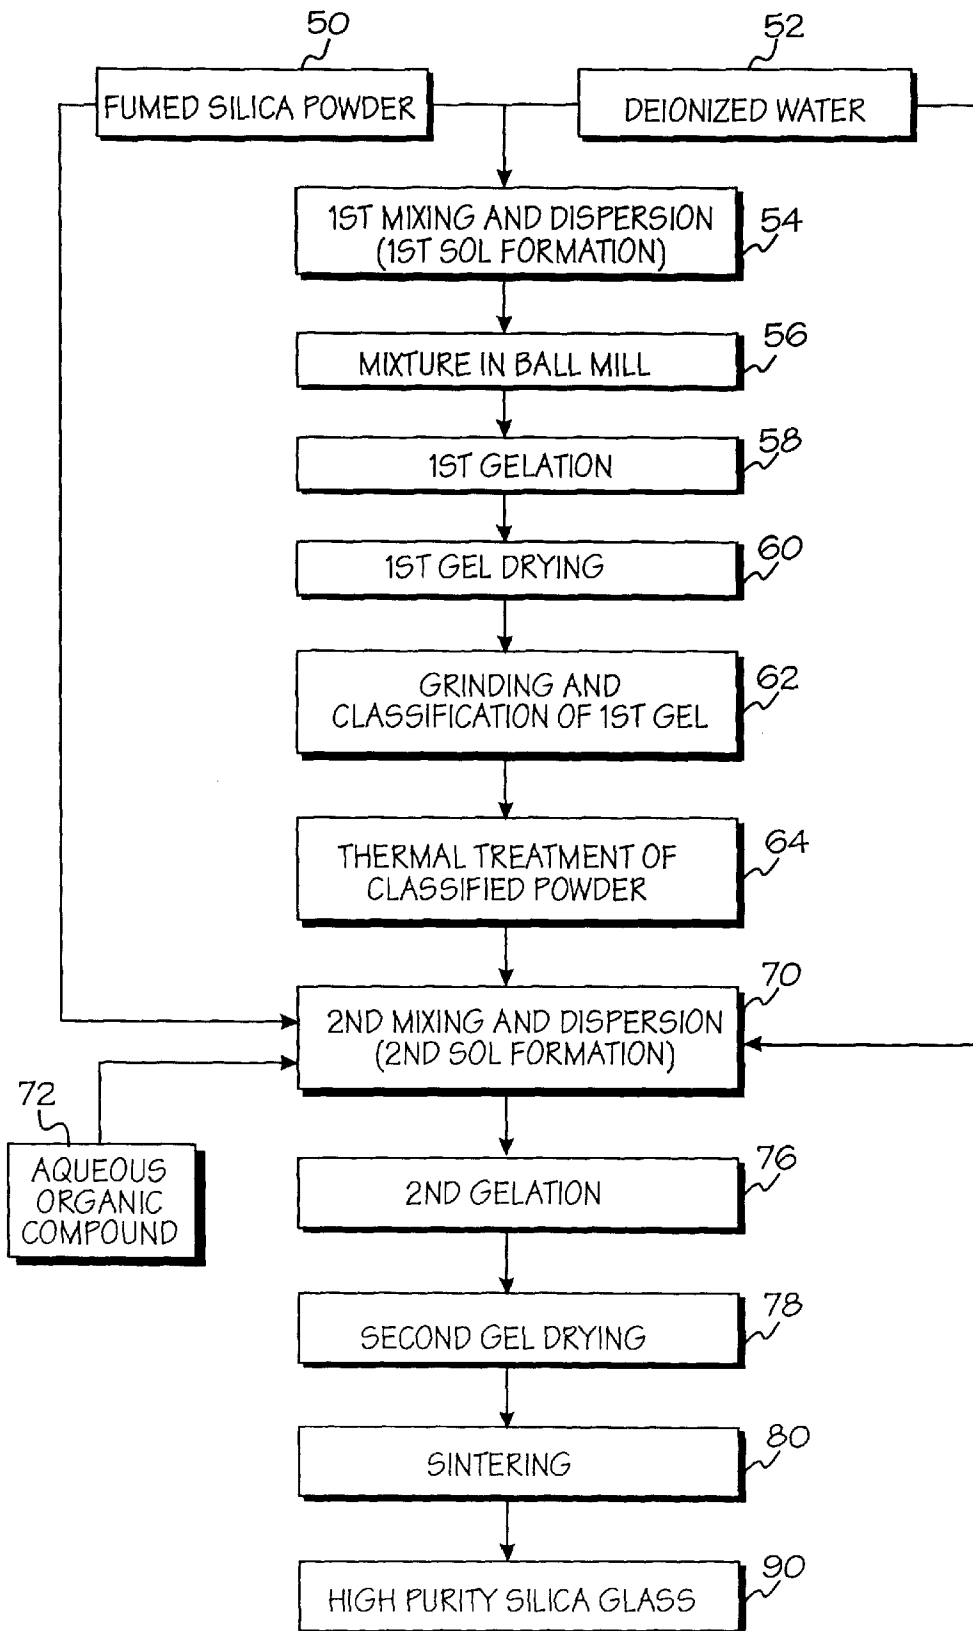 50
52
FUMED SILICA POWDER
DEIONIZED WATER
1ST MIXING AND DISPERSION
(1ST SOL FORMATION)
54
MIXTURE IN BALL MILL
56
1ST GELATION
58
1ST GEL DRYING
60
GRINDING AND
CLASSIFICATION OF 1ST GEL
62
THERMAL TREATMENT OF
CLASSIFIED POWDER
64
2ND MIXING AND DISPERSION
(2ND SOL FORMATION)
70
72
AQUEOUS
ORGANIC
COMPOUND
2ND GELATION
76
SECOND GEL DRYING
78
SINTERING
80
HIGH PURITY SILICA GLASS
90